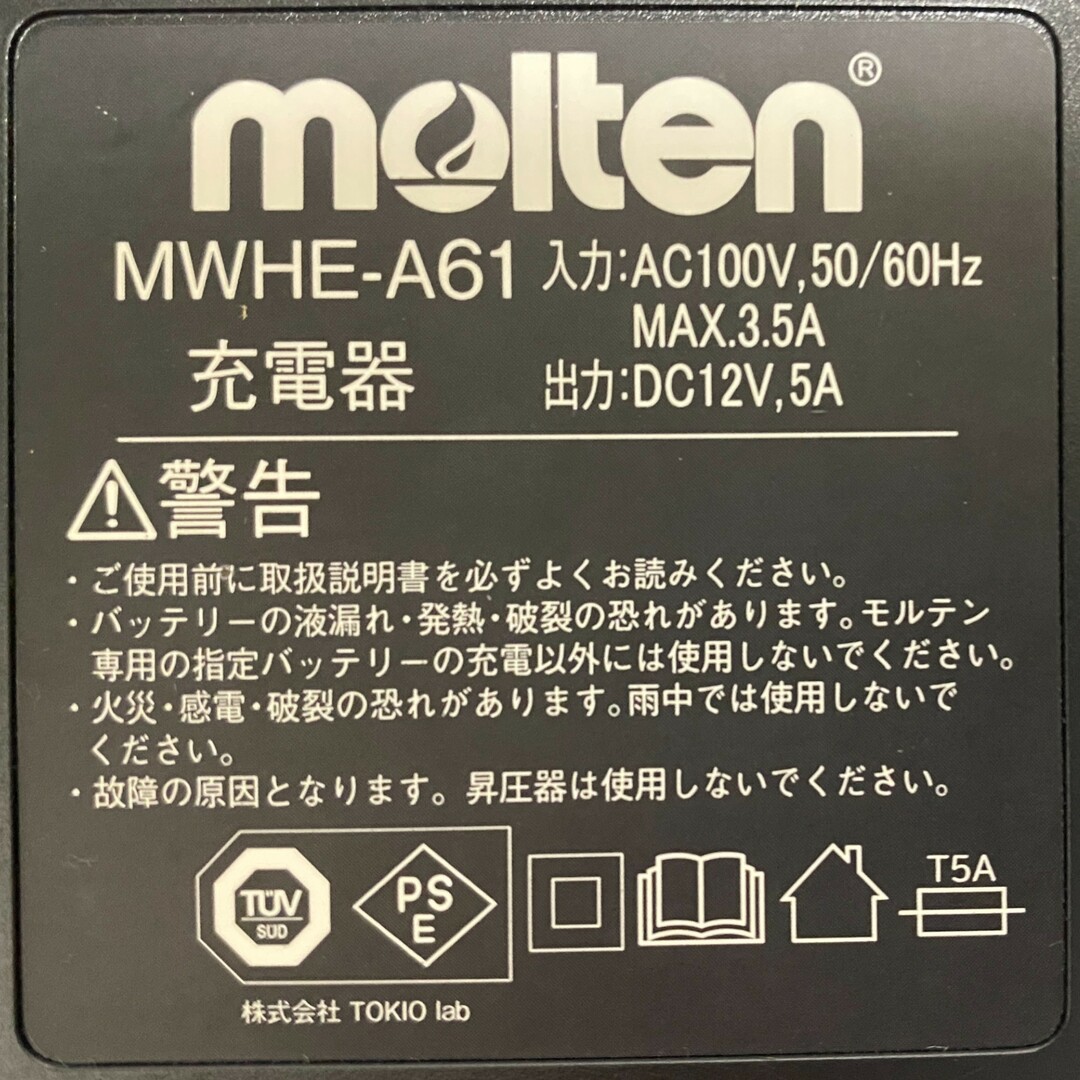 molten®
MWHE-A61
入力:AC100V,50/60Hz
MAX.3.5A
充電器
出力:DC12V,5A
警告
・ご使用前に取扱説明書を必ずよくお読みください。
・バッテリーの液漏れ・発熱・破裂の恐れがあります。モルテン
専用の指定バッテリーの充電以外には使用しないでください。
・火災・感電・破裂の恐れがあります。雨中では使用しないで
ください。
・故障の原因となります。昇圧器は使用しないでください。
TÜV
SÜD
PS
E
T5A
株式会社 TOKIO lab